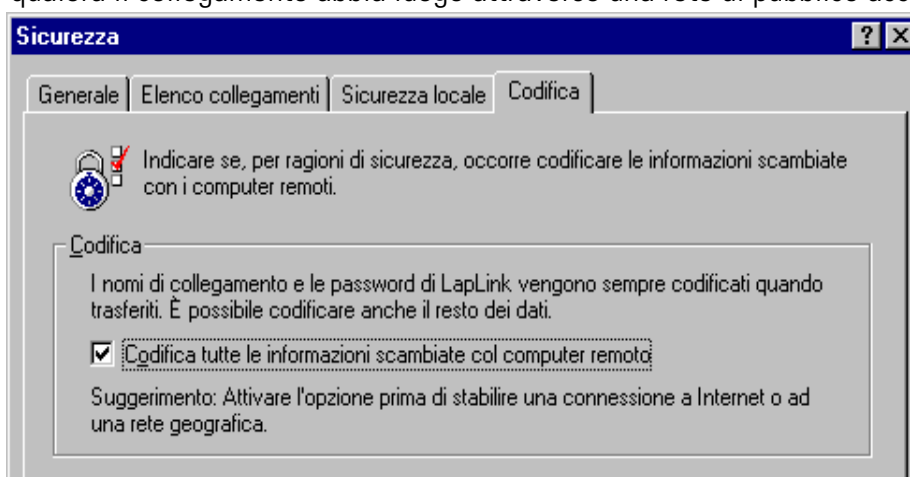 Sicurezza
Generale Elenco collegamenti Sicurezza locale Codifica
Indicare se, per ragioni di sicurezza, occorre codificare le informazioni scambiate
con i computer remoti.
Codifica
I nomi di collegamento e le password di LapLink vengono sempre codificati quando
trasferiti. È possibile codificare anche il resto dei dati.
Codifica tutte le informazioni scambiate col computer remoto
Suggerimento: Attivare l'opzione prima di stabilire una connessione a Internet o ad
una rete geografica.